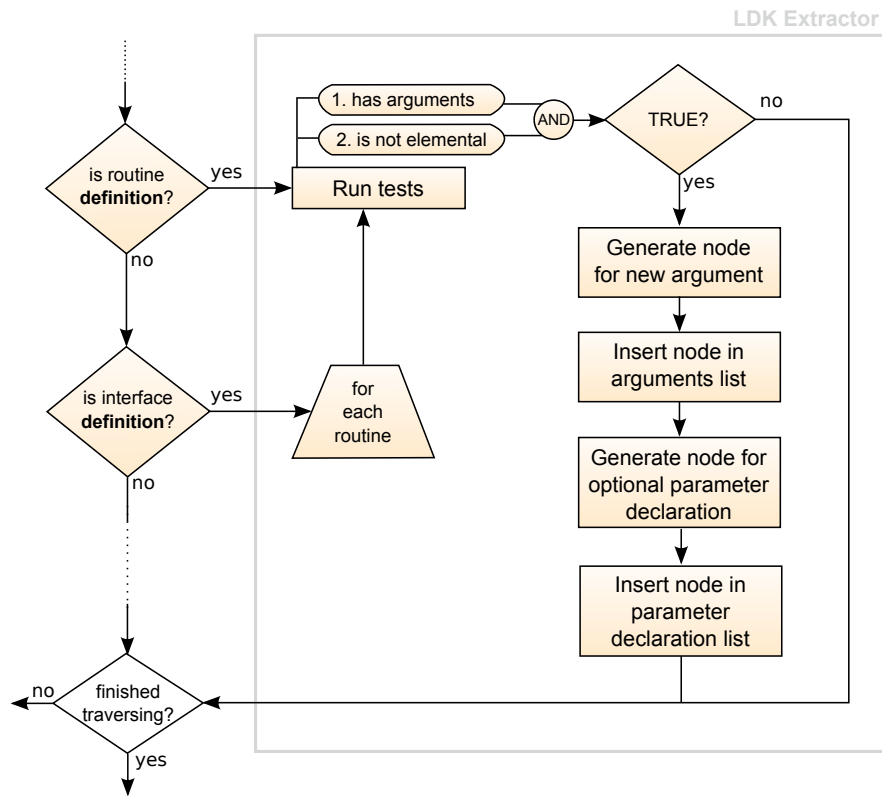 LDK Extractor
is routine
definition?
yes
no
1. has arguments
2. is not elemental
AND
Run tests
TRUE?
no
yes
Generate node
for new argument
Insert node in
arguments list
is interface
definition?
yes
no
for
each
routine
Generate node for
optional parameter
declaration
Insert node in
parameter
declaration list
finished
traversing?
no
yes